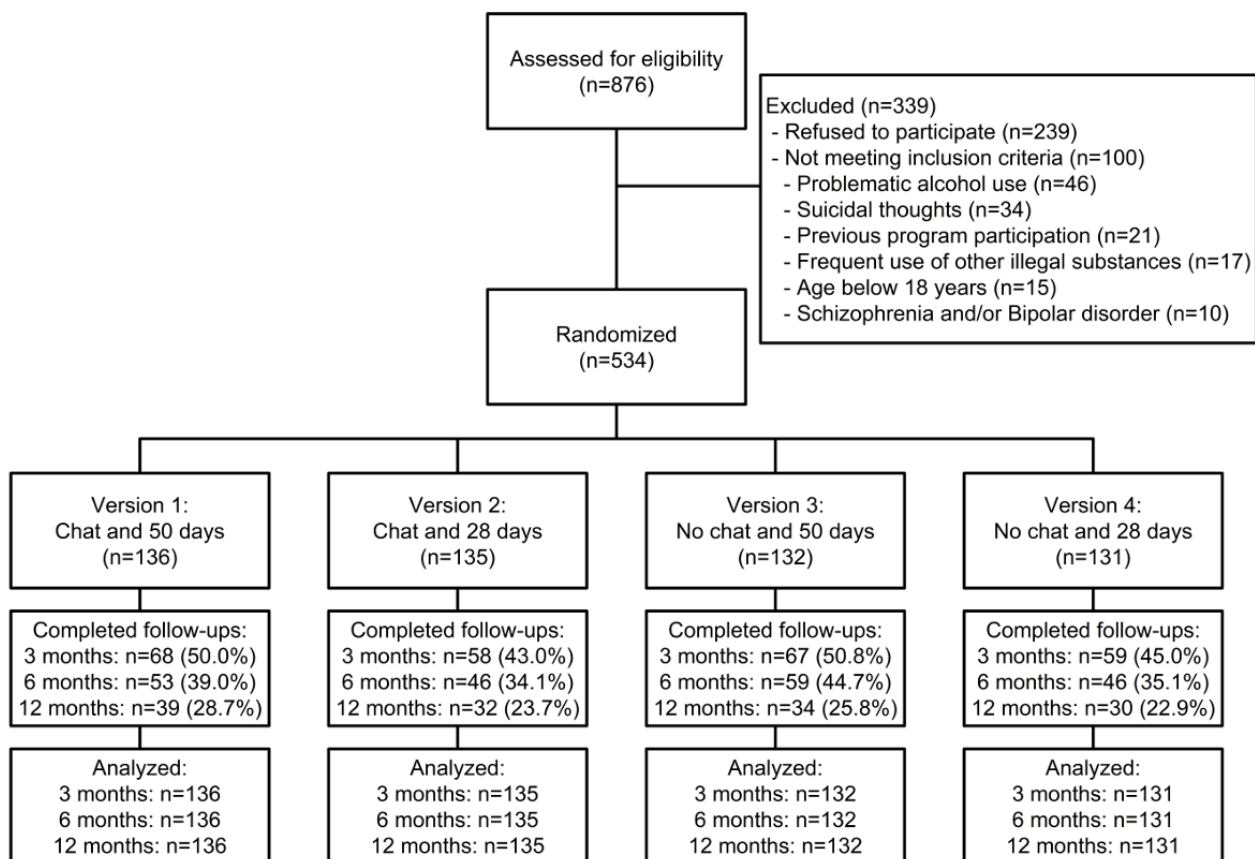 Assessed for eligibility
(n=876)
Excluded (n=339)
- Refused to participate (n=239)
- Not meeting inclusion criteria (n=100)
- Problematic alcohol use (n=46)
- Suicidal thoughts (n=34)
- Previous program participation (n=21)
- Frequent use of other illegal substances (n=17)
- Age below 18 years (n=15)
- Schizophrenia and/or Bipolar disorder (n=10)
Randomized
(n=534)
Version 1:
Chat and 50 days
(n=136)
Version 2:
Chat and 28 days
(n=135)
Version 3:
No chat and 50 days
(n=132)
Version 4:
No chat and 28 days
(n=131)
Completed follow-ups:
3 months: n=68 (50.0%)
6 months: n=53 (39.0%)
12 months: n=39 (28.7%)
Completed follow-ups:
3 months: n=58 (43.0%)
6 months: n=46 (34.1%)
12 months: n=32 (23.7%)
Completed follow-ups:
3 months: n=67 (50.8%)
6 months: n=59 (44.7%)
12 months: n=34 (25.8%)
Completed follow-ups:
3 months: n=59 (45.0%)
6 months: n=46 (35.1%)
12 months: n=30 (22.9%)
Analyzed:
3 months: n=136
6 months: n=136
12 months: n=136
Analyzed:
3 months: n=135
6 months: n=135
12 months: n=135
Analyzed:
3 months: n=132
6 months: n=132
12 months: n=132
Analyzed:
3 months: n=131
6 months: n=131
12 months: n=131